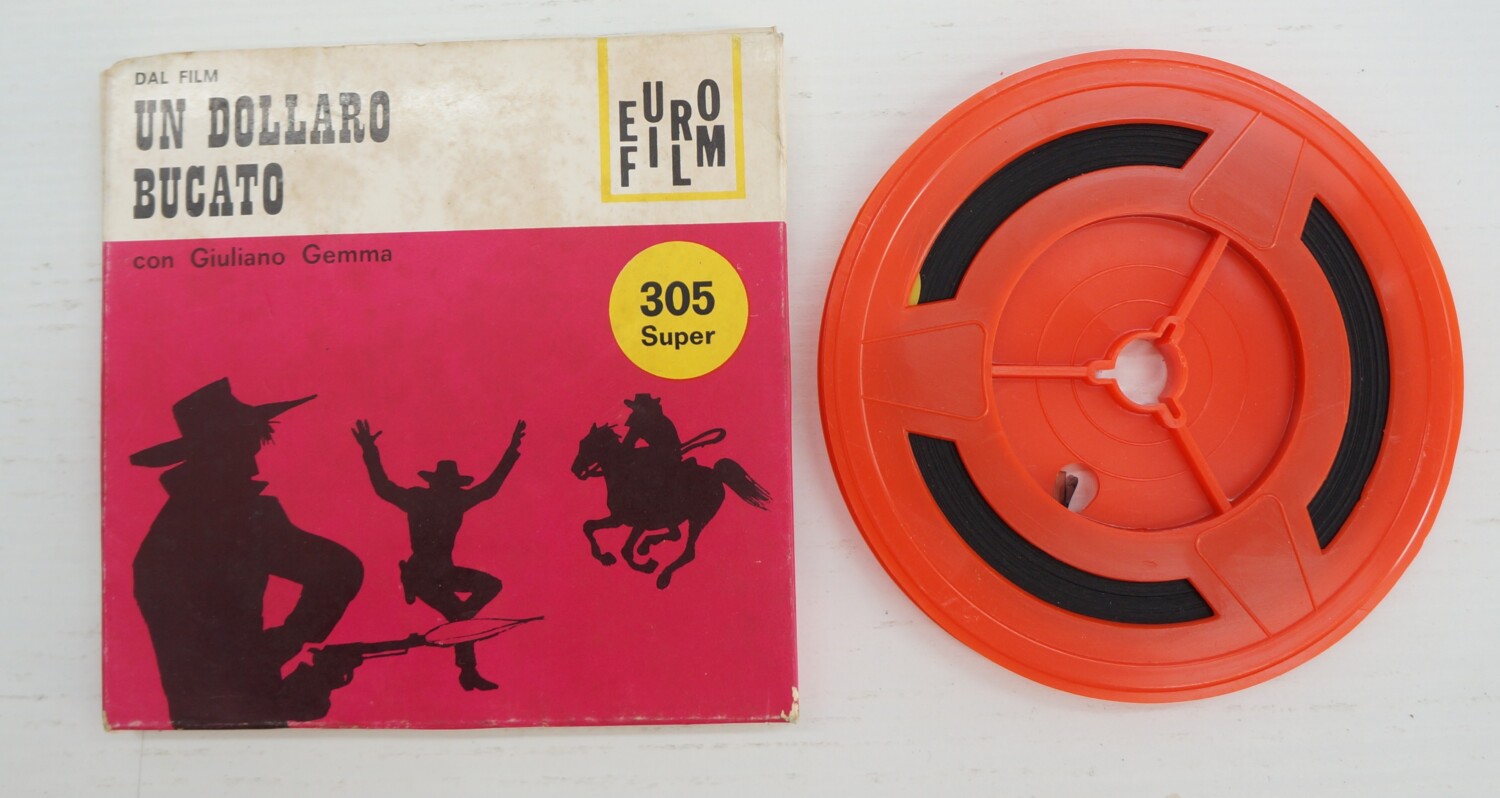 DAL FILM
UN DOLLARO
BUCATO
EURO
FILM
con Giuliano Gemma
305
Super